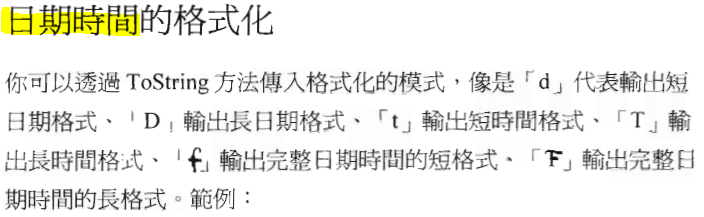 日期時間的格式化
你可以透過 ToString 方法傳入格式化的模式，像是「d」代表輸出短
日期格式、「D」輸出長日期格式、「t」輸出短時間格式、「T」輸
出長時間格式、「f」輸出完整日期時間的短格式、「F」輸出完整日
期時間的長格式。範例：